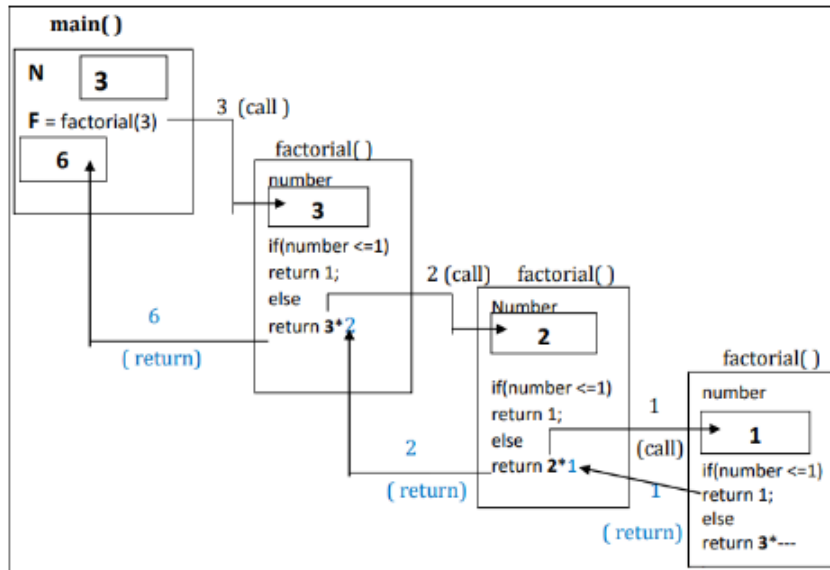 main( )
N
3
F = factorial(3)
6
3 (call )
factorial( )
number
3
if(number <=1)
return 1;
else
return 3*2
6
( return)
2 (call)
factorial( )
Number
2
if(number <=1)
return 1;
else
return 2*1
2
( return)
1
(call)
factorial( )
number
1
if(number <=1)
return 1;
else
return 3*---
1
( return)